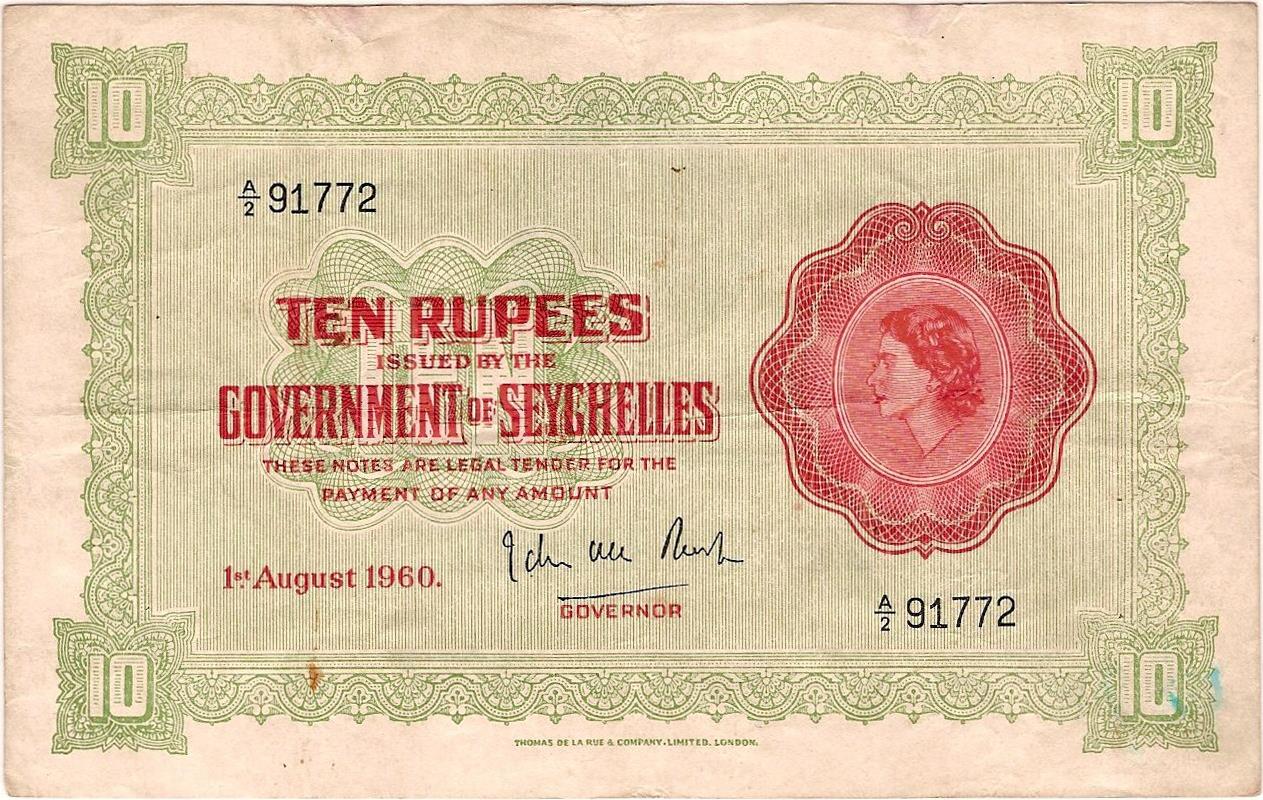 10
10
A/2 91772
TEN RUPEES
ISSUED BY THE
GOVERNMENT OF SEYCHELLES
THESE NOTES ARE LEGAL TENDER FOR THE
PAYMENT OF ANY AMOUNT
1st. August 1960.
GOVERNOR
A/2 91772
10
10
THOMAS DE LA RUE & COMPANY, LIMITED. LONDON.